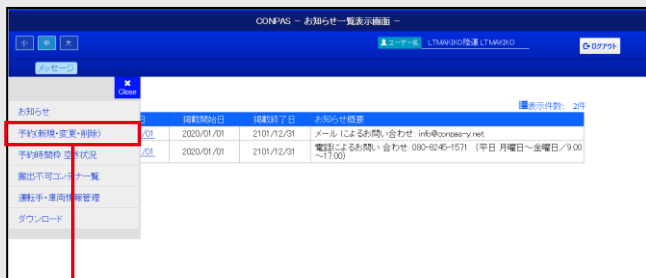 CONPAS － お知らせ一覧表示画面 －
小 中 大
ユーザー名 LTMAKIKO陸運 LTMAKIKO
ログアウト
メッセージ
× Close
表示件数: 2件
お知らせ
予約(新規・変更・削除)
予約時間枠 空き状況
搬出不可コンテナ一覧
運転手・車両情報管理
ダウンロード
日 掲載開始日 掲載終了日 お知らせ概要
/01 2020/01/01 2101/12/31 メール によるお問い合わせ: info@conpas-y.net
/01 2020/01/01 2101/12/31 電話によるお問い 合わせ: 080-8245-1571 （平日 月曜日～金曜日／9:00
～17:00）